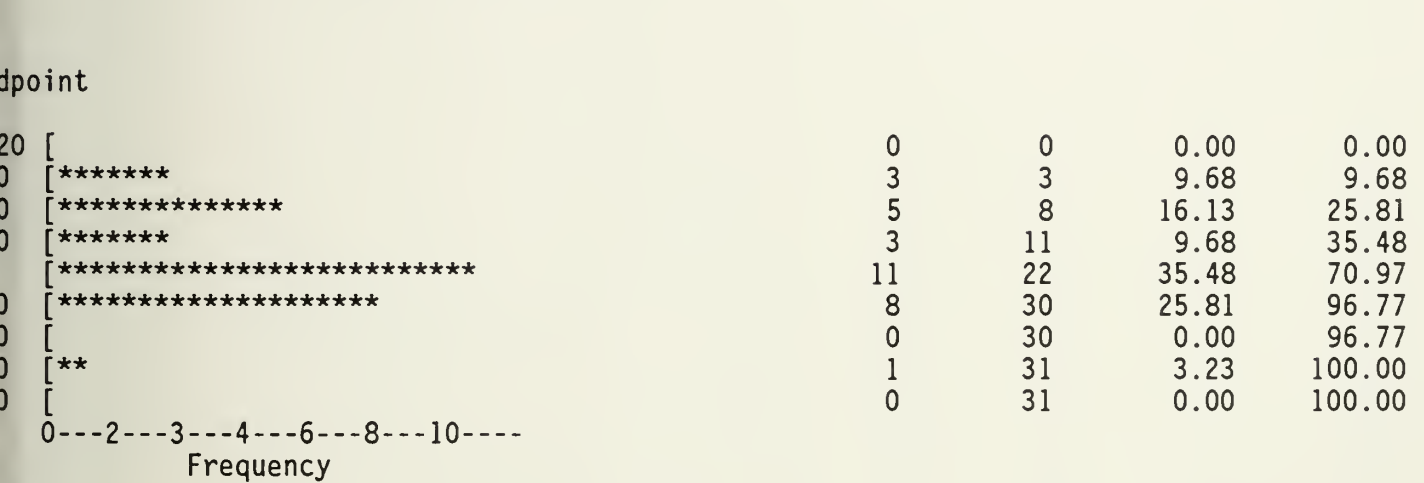 dpoint
20 [ 0 0 0.00 0.00
0 [******* 3 3 9.68 9.68
0 [************** 5 8 16.13 25.81
0 [******* 3 11 9.68 35.48
[************************** 11 22 35.48 70.97
0 [******************** 8 30 25.81 96.77
0 [ 0 30 0.00 96.77
0 [** 1 31 3.23 100.00
0 [ 0 31 0.00 100.00
0---2---3---4---6---8---10----
Frequency